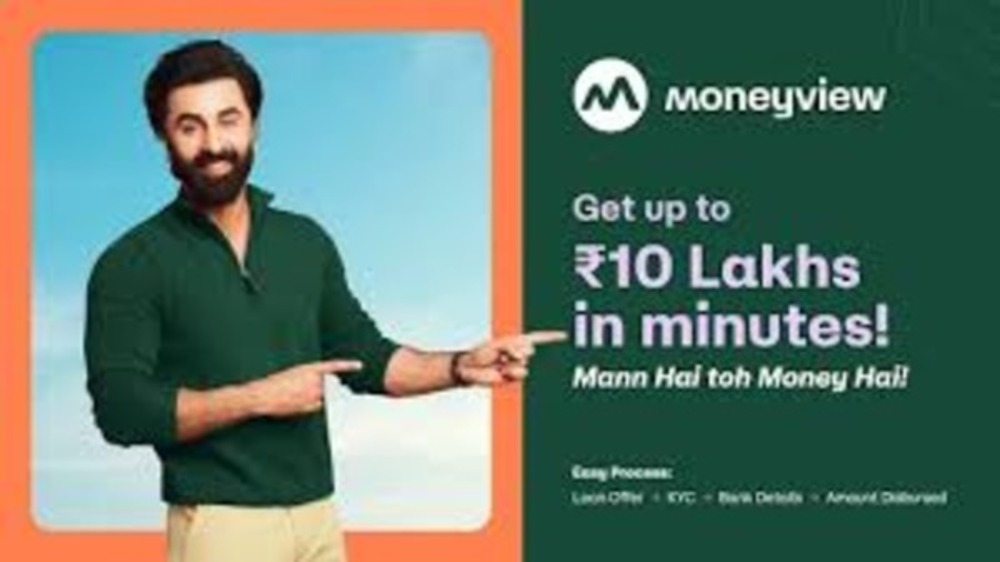 moneyview
Get up to
₹10 Lakhs
in minutes!
Mann Hai toh Money Hai!
Easy Process:
Loan Offer → KYC → Bank Details → Amount Disbursed